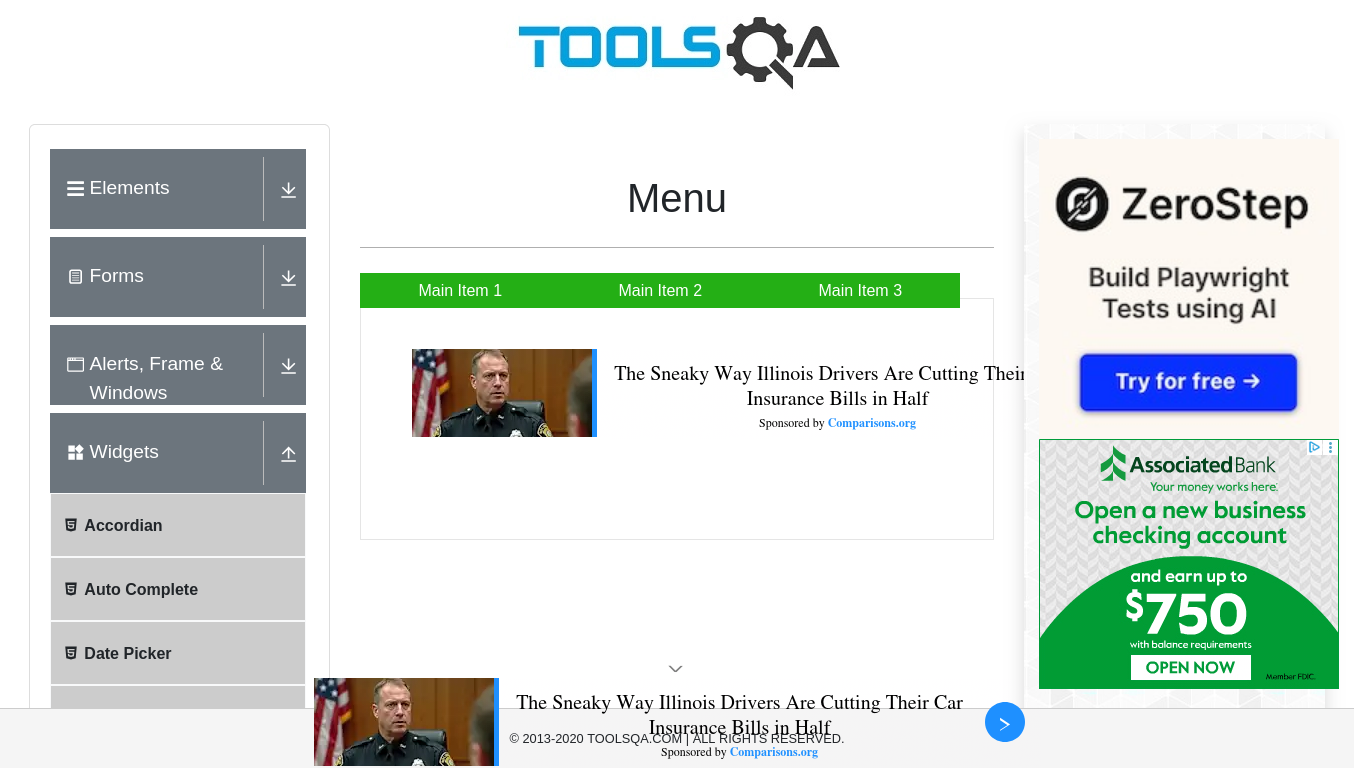 TOOLSQA
Elements
Forms
Alerts, Frame &
Windows
Widgets
Accordian
Auto Complete
Date Picker
Menu
Main Item 1
Main Item 2
Main Item 3
The Sneaky Way Illinois Drivers Are Cutting Their
Insurance Bills in Half
Sponsored by Comparisons.org
ZeroStep
Build Playwright
Tests using AI
Try for free →
AssociatedBank
Your money works here.
Open a new business
checking account
and earn up to
$750
with balance requirements
OPEN NOW
Member FDIC.
The Sneaky Way Illinois Drivers Are Cutting Their Car
Insurance Bills in Half
© 2013-2020 TOOLSQA.COM | ALL RIGHTS RESERVED.
Sponsored by Comparisons.org